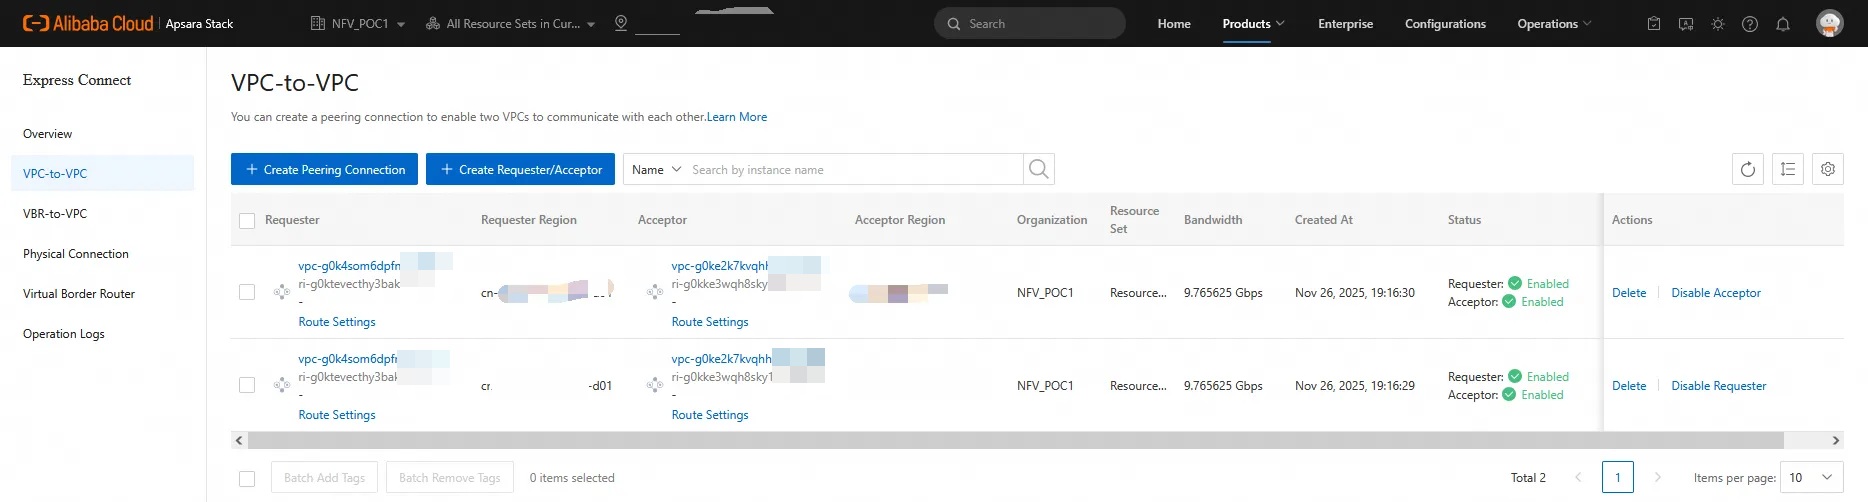 Alibaba Cloud | Apsara Stack NFV_POC1 All Resource Sets in Cur... Search Home Products Enterprise Configurations Operations
Express Connect
Overview
VPC-to-VPC
VBR-to-VPC
Physical Connection
Virtual Border Router
Operation Logs
VPC-to-VPC
You can create a peering connection to enable two VPCs to communicate with each other.Learn More
+ Create Peering Connection + Create Requester/Acceptor Name Search by instance name
Requester Requester Region Acceptor Acceptor Region Organization Resource Set Bandwidth Created At Status Actions
vpc-g0k4som6dpfn vpc-g0ke2k7kvqhh
ri-g0ktevecthy3bak cn- ri-g0kke3wqh8sky NFV_POC1 Resource... 9.765625 Gbps Nov 26, 2025, 19:16:30 Requester: Enabled Delete Disable Acceptor
- - Acceptor: Enabled
Route Settings Route Settings
vpc-g0k4som6dpfn vpc-g0ke2k7kvqhh
ri-g0ktevecthy3bak -d01 ri-g0kke3wqh8sky1 NFV_POC1 Resource... 9.765625 Gbps Nov 26, 2025, 19:16:29 Requester: Enabled Delete Disable Requester
- - Acceptor: Enabled
Route Settings Route Settings
Batch Add Tags Batch Remove Tags 0 items selected Total 2 1 Items per page: 10